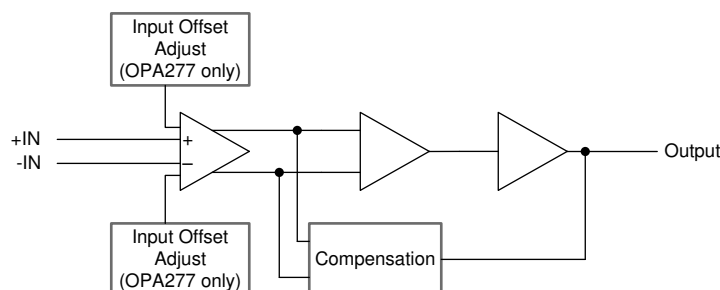 Input Offset
Adjust
(OPA277 only)
+IN
-IN
+
−
Output
Input Offset
Adjust
(OPA277 only)
Compensation